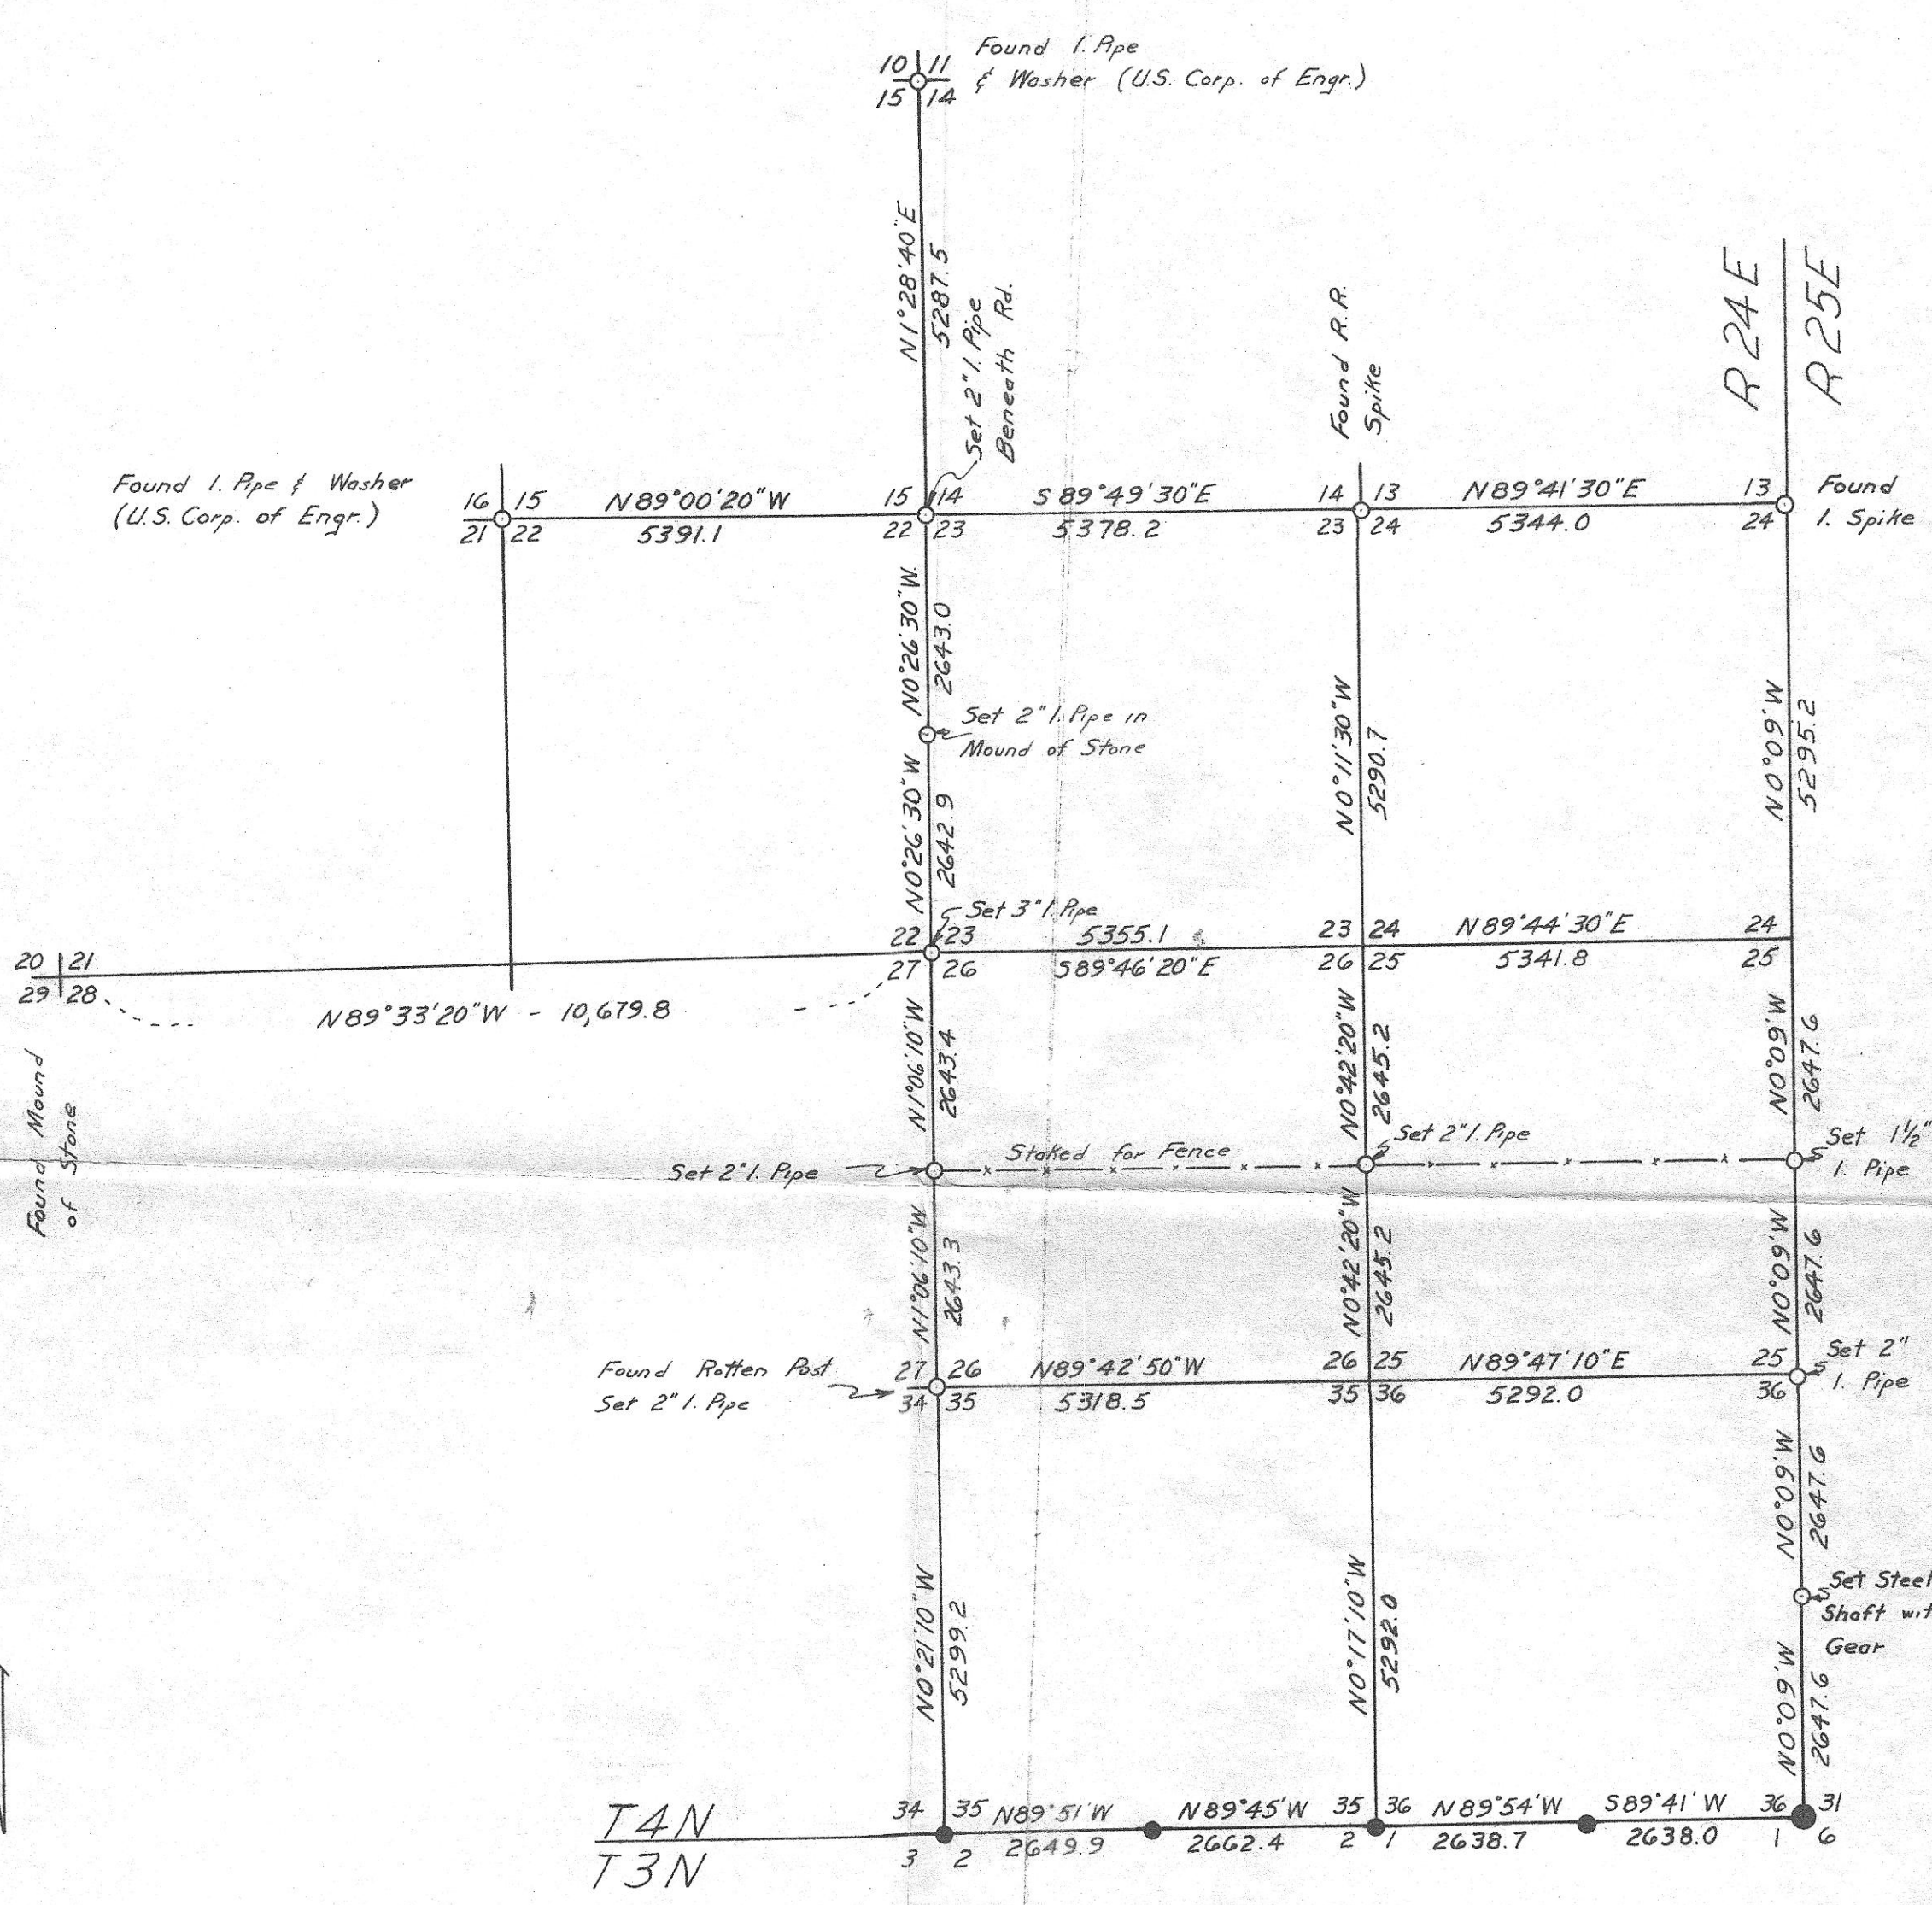 10 11
15 14
Found I. Pipe
& Washer (U.S. Corp. of Engr.)
N1°28'40"E
5287.5
Set 2" I. Pipe
Beneath Rd.
Found R.R.
Spike
R24E
R25E
Found I. Pipe & Washer
(U.S. Corp. of Engr.)
16 15
21 22
N89°00'20"W
5391.1
15 14
22 23
S89°49'30"E
5378.2
14 13
23 24
N89°41'30"E
5344.0
13
24
Found
I. Spike
N0°26'30"W
2643.0
Set 2" I. Pipe in
Mound of Stone
N0°26'30"W
2642.9
N0°11'30"W
5290.7
N0°09'W
5295.2
Set 3" I. Pipe
20 21
29 28
N89°33'20"W - 10,679.8
22 23
27 26
5355.1
S89°46'20"E
23 24
26 25
N89°44'30"E
5341.8
24
25
Found Mound
of Stone
N1°06'10"W
2643.4
N0°42'20"W
2645.2
N0°09'W
2647.6
Set 2" I. Pipe
Staked for Fence
Set 2" I. Pipe
Set 1½"
I. Pipe
N1°06'10"W
2643.3
N0°42'20"W
2645.2
N0°09'W
2647.6
Found Rotten Post
Set 2" I. Pipe
27 26
34 35
N89°42'50"W
5318.5
26 25
35 36
N89°47'10"E
5292.0
25
36
Set 2"
I. Pipe
N0°09'W
2647.6
Set Steel
Shaft wit
Gear
N0°21'10"W
5299.2
N0°17'10"W
5292.0
N0°09'W
2647.6
T4N
T3N
34 35
3 2
N89°51'W
2649.9
N89°45'W
2662.4
35 36
2 1
N89°54'W
2638.7
S89°41'W
2638.0
36 31
1 6